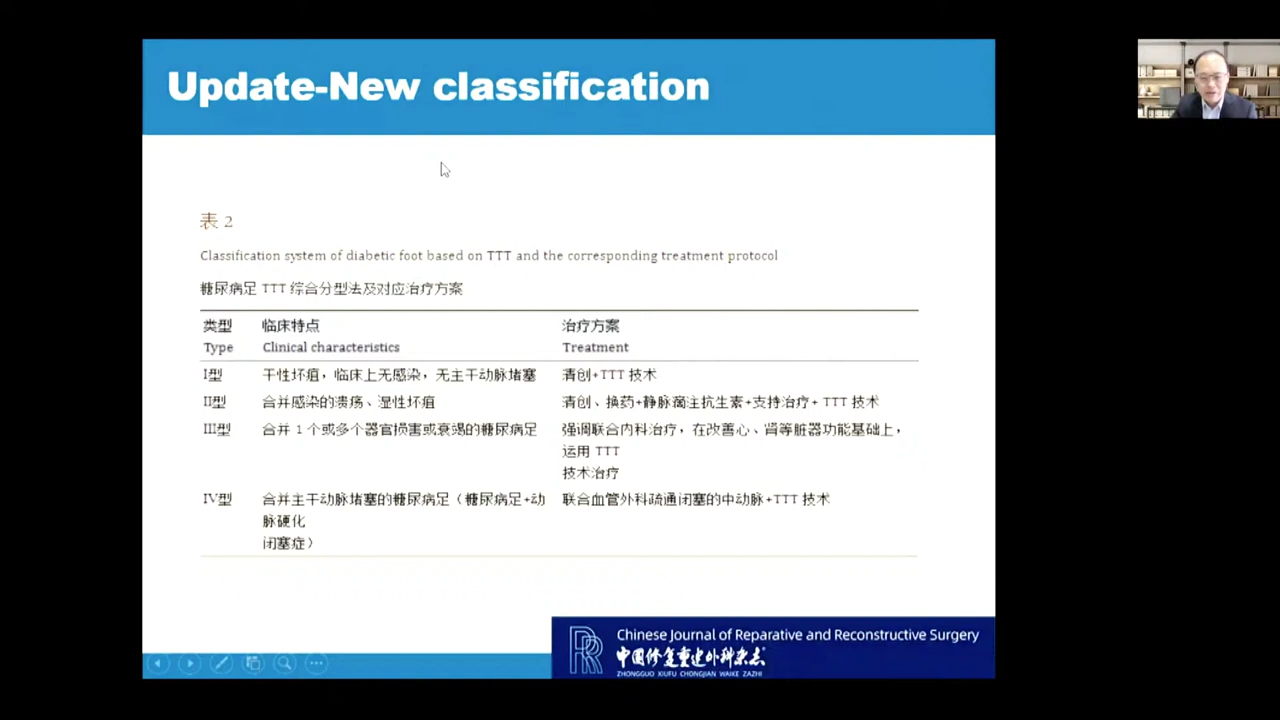 Update-New classification
表 2
Classification system of diabetic foot based on TTT and the corresponding treatment protocol
糖尿病足 TTT 综合分型法及对应治疗方案
类型 临床特点 治疗方案
Type Clinical characteristics Treatment
I型 干性坏疽，临床上无感染，无主干动脉堵塞 清创+TTT 技术
II型 合并感染的溃疡、湿性坏疽 清创、换药+静脉滴注抗生素+支持治疗+ TTT 技术
III型 合并 1 个或多个器官损害或衰竭的糖尿病足 强调联合内科治疗，在改善心、肾等脏器功能基础上，
运用 TTT
技术治疗
IV型 合并主干动脉堵塞的糖尿病足（糖尿病足+动 联合血管外科疏通闭塞的中动脉+TTT 技术
脉硬化
闭塞症）
Chinese Journal of Reparative and Reconstructive Surgery
中国修复重建外科杂志
ZHONGGUO XIUFU CHONGJIAN WAIKE ZAZHI